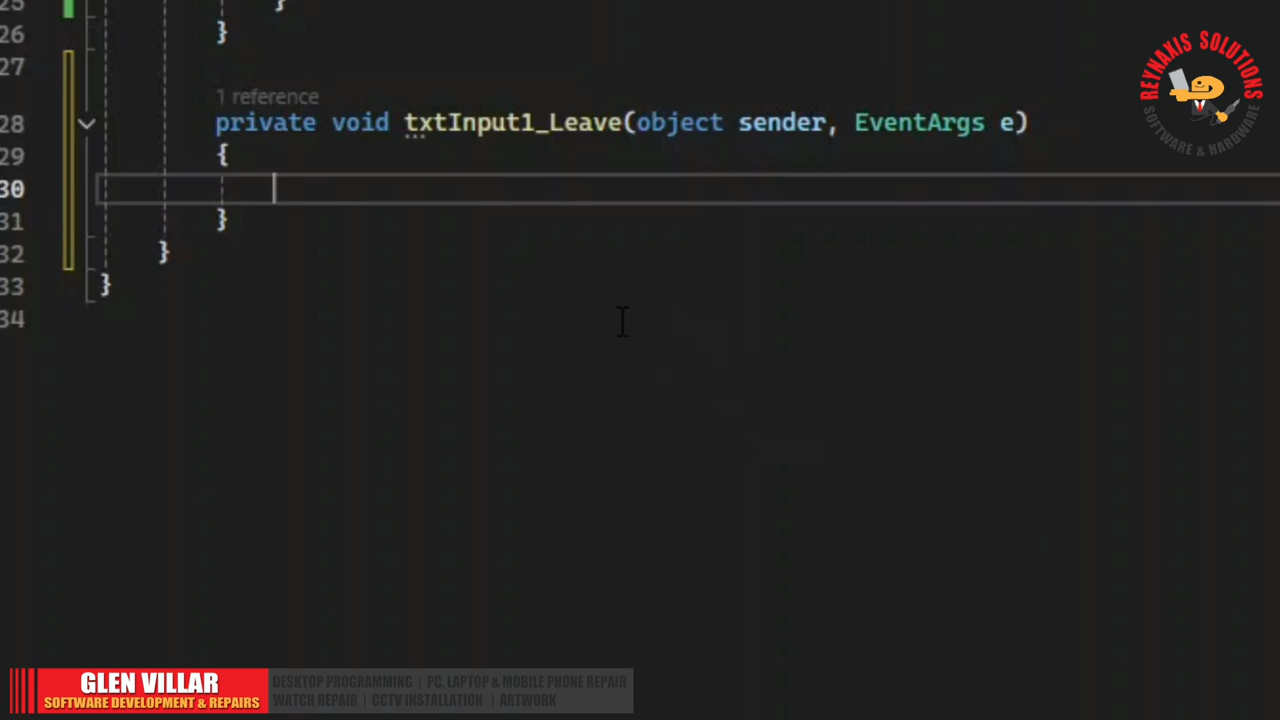 25 }
26 }
27
1 reference
28 private void txtInput1_Leave(object sender, EventArgs e)
29 {
30
31 }
32 }
33 }
34
REYNAXIS SOLUTIONS
SOFTWARE & HARDWARE
GLEN VILLAR
SOFTWARE DEVELOPMENT & REPAIRS
DESKTOP PROGRAMMING | PC, LAPTOP & MOBILE PHONE REPAIR
WATCH REPAIR | CCTV INSTALLATION | ARTWORK